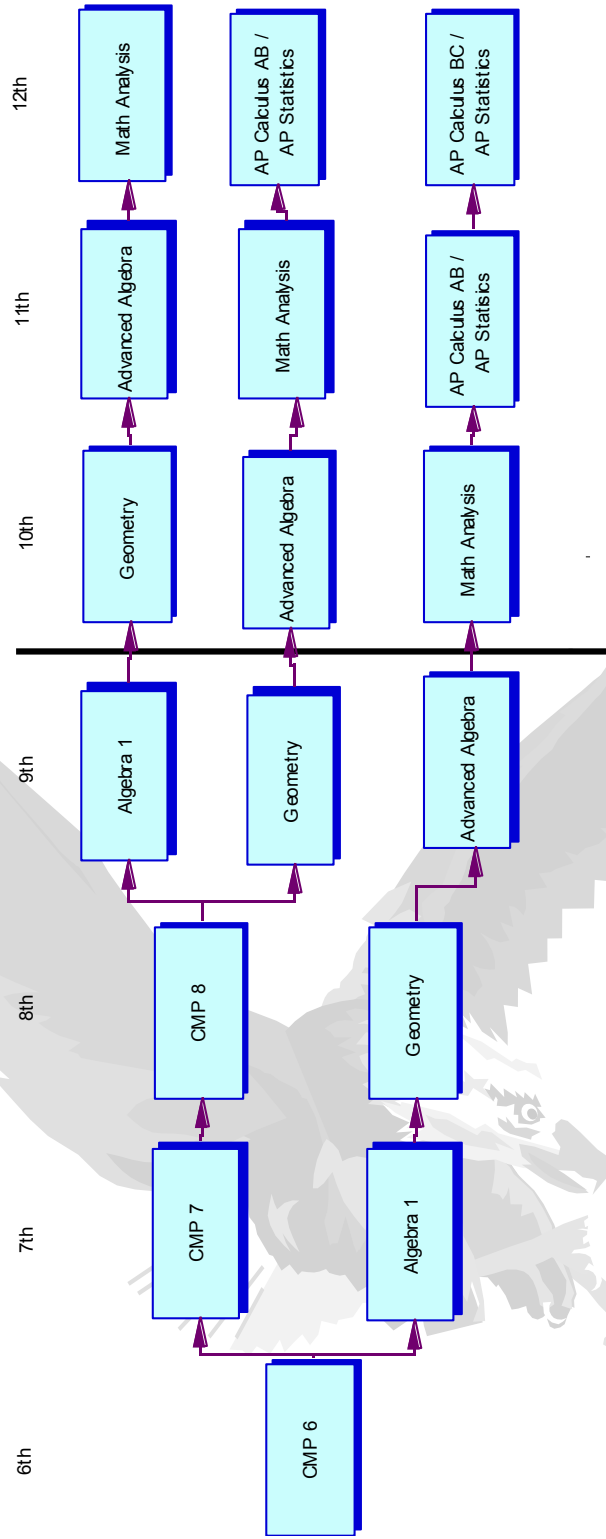 6th
7th
8th
9th
10th
11th
12th
CMP 6
CMP 7
CMP 8
Algebra 1
Geometry
Advanced Algebra
Math Analysis
Geometry
Advanced Algebra
Math Analysis
AP Calculus AB /
AP Statistics
Algebra 1
Geometry
Advanced Algebra
Math Analysis
AP Calculus AB /
AP Statistics
AP Calculus BC /
AP Statistics